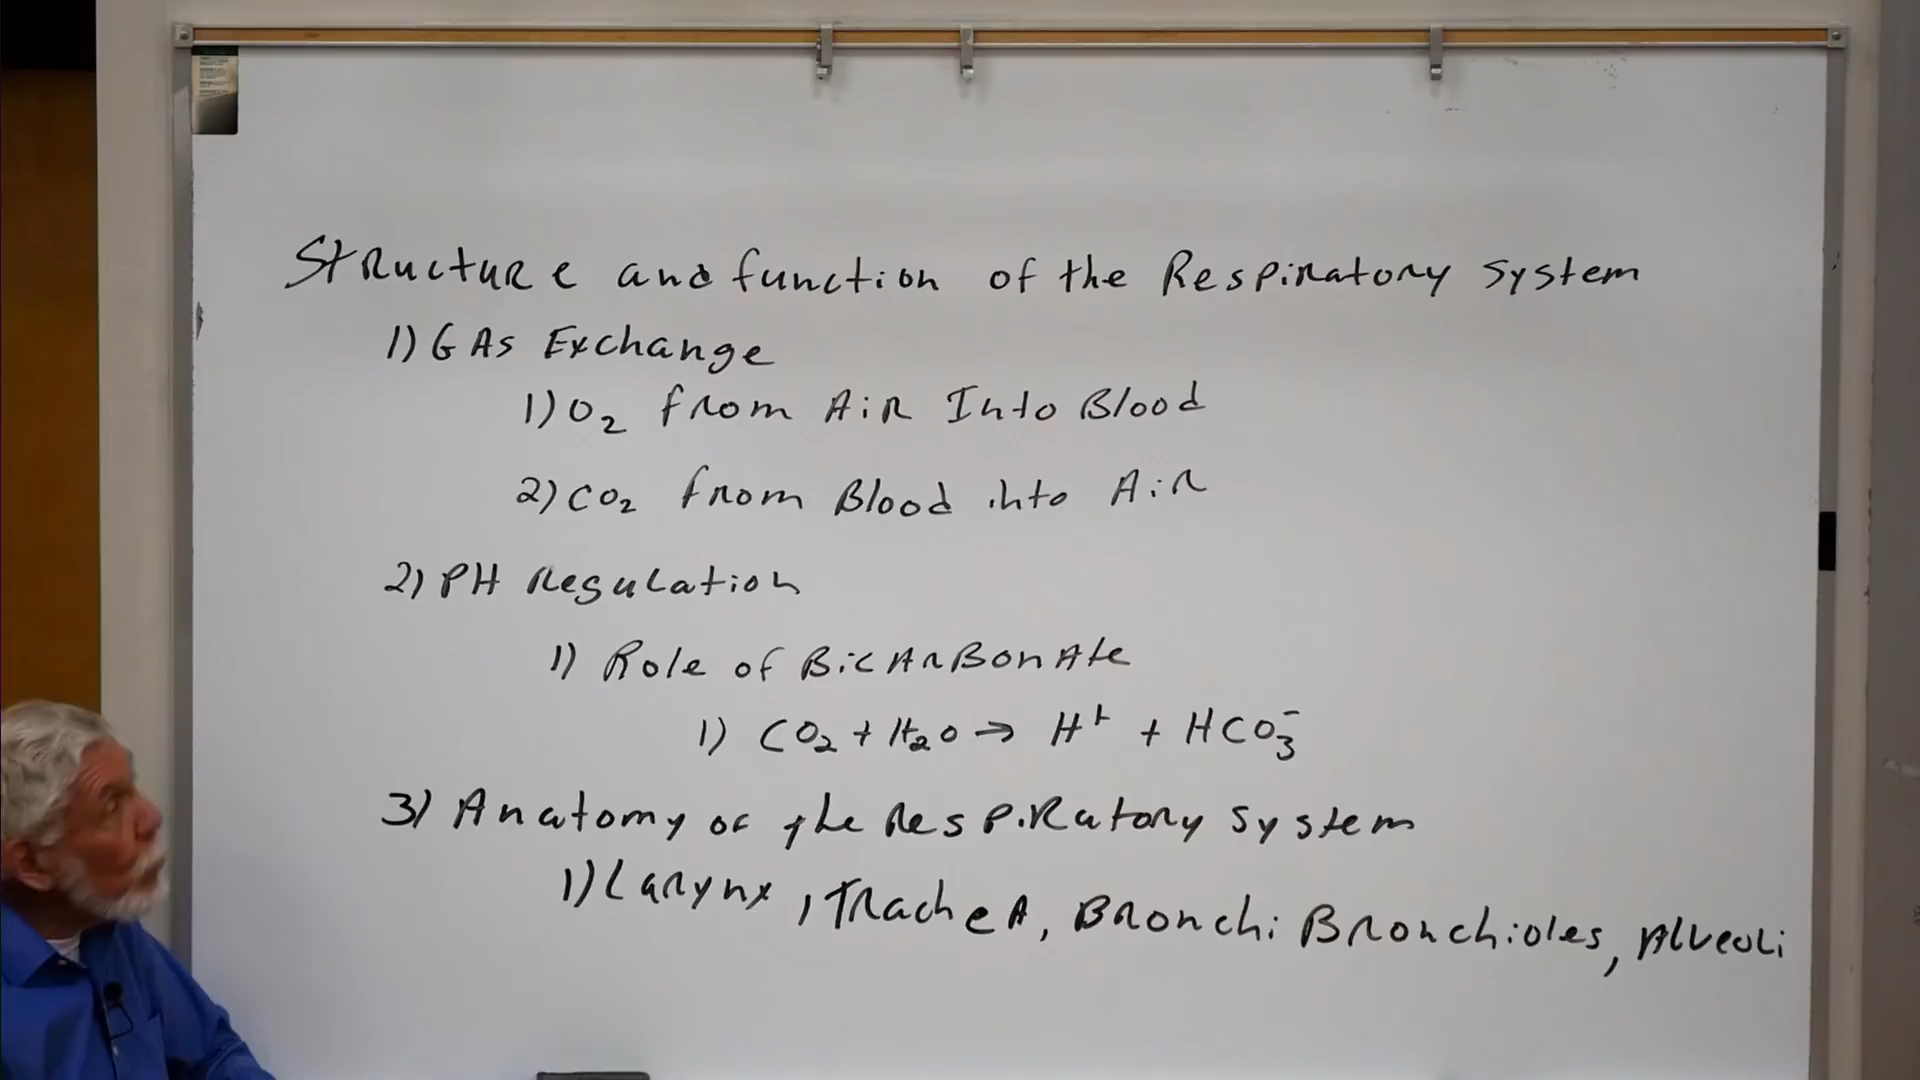 Structure and function of the Respiratory System
1) GAs Exchange
1) O₂ from AiR Into Blood
2) CO₂ from Blood into AiR
2) PH Regulation
1) Role of BicARBonAte
1) CO₂ + H₂O → H⁺ + HCO₃⁻
3) Anatomy of the RespiRatory System
1) Larynx, TracheA, Bronchi Bronchioles, Alveoli